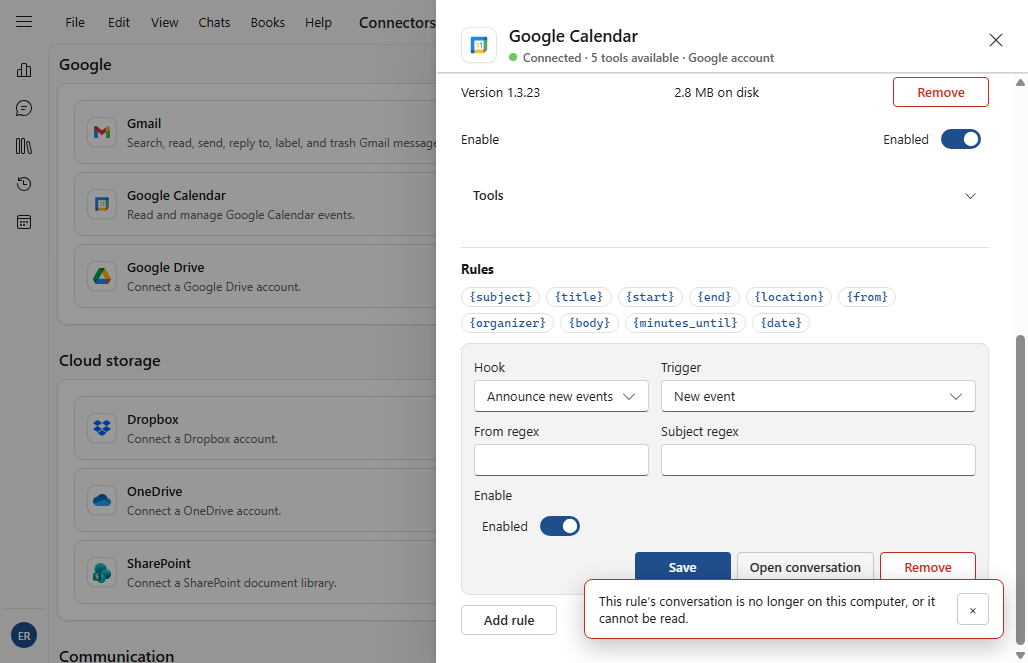 File Edit View Chats Books Help Connectors
Google
Gmail
Search, read, send, reply to, label, and trash Gmail message
Google Calendar
Read and manage Google Calendar events.
Google Drive
Connect a Google Drive account.
Cloud storage
Dropbox
Connect a Dropbox account.
OneDrive
Connect a OneDrive account.
SharePoint
Connect a SharePoint document library.
Communication
ER
Google Calendar
Connected · 5 tools available · Google account
Version 1.3.23 2.8 MB on disk Remove
Enable Enabled
Tools
Rules
{subject} {title} {start} {end} {location} {from}
{organizer} {body} {minutes_until} {date}
Hook Trigger
Announce new events New event
From regex Subject regex
Enable
Enabled
Save Open conversation Remove
Add rule
This rule's conversation is no longer on this computer, or it
cannot be read.
×